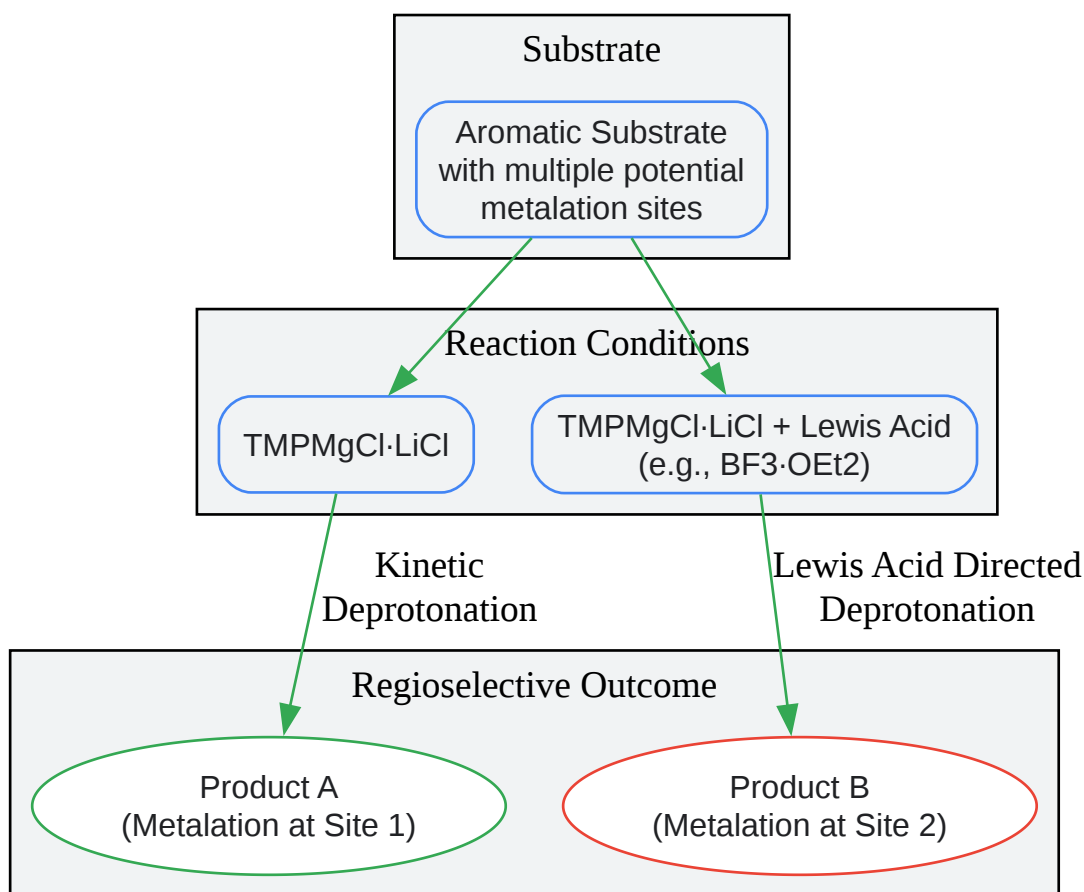 Substrate
Aromatic Substrate
with multiple potential
metalation sites
Reaction Conditions
TMPMgCl·LiCl
TMPMgCl·LiCl + Lewis Acid
(e.g., BF3·OEt2)
Kinetic
Deprotonation
Lewis Acid Directed
Deprotonation
Regioselective Outcome
Product A
(Metalation at Site 1)
Product B
(Metalation at Site 2)